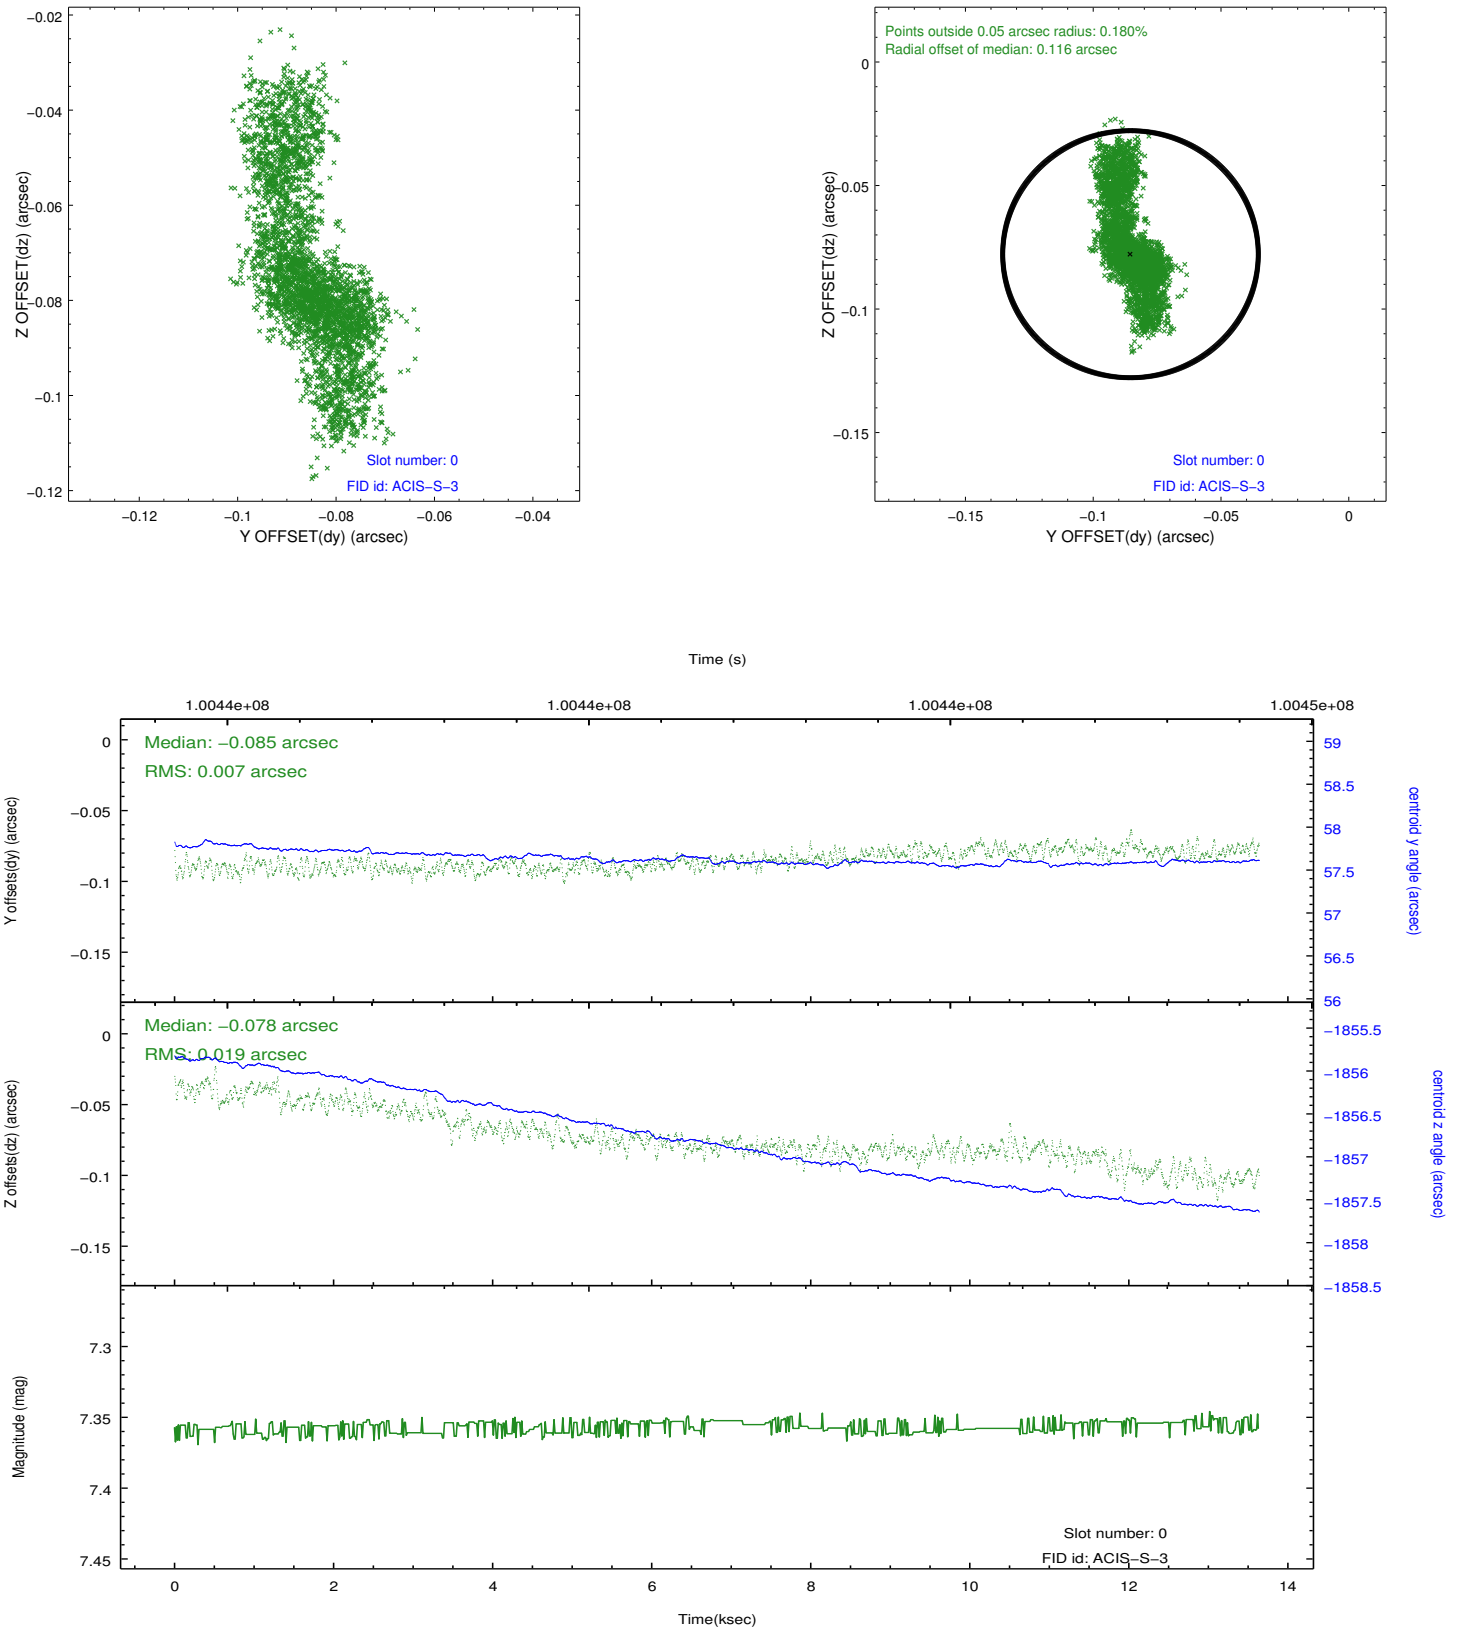 −0.02
−0.04
−0.06
−0.08
−0.1
−0.12
Z OFFSET(dz) (arcsec)
Slot number: 0
FID id: ACIS−S−3
−0.12
−0.1
−0.08
−0.06
−0.04
Y OFFSET(dy) (arcsec)
Points outside 0.05 arcsec radius: 0.180%
Radial offset of median: 0.116 arcsec
0
−0.05
−0.1
−0.15
Z OFFSET(dz) (arcsec)
Slot number: 0
FID id: ACIS−S−3
−0.15
−0.1
−0.05
0
Y OFFSET(dy) (arcsec)
Time (s)
1.0044e+08
1.0044e+08
1.0044e+08
1.0045e+08
Median: −0.085 arcsec
RMS: 0.007 arcsec
0
−0.05
−0.1
−0.15
Y offsets(dy) (arcsec)
59
58.5
58
57.5
57
56.5
56
centroid y angle (arcsec)
Median: −0.078 arcsec
RMS: 0.019 arcsec
0
−0.05
−0.1
−0.15
Z offsets(dz) (arcsec)
−1855.5
−1856
−1856.5
−1857
−1857.5
−1858
−1858.5
centroid z angle (arcsec)
7.3
7.35
7.4
7.45
Magnitude (mag)
Slot number: 0
FID id: ACIS−S−3
0
2
4
6
8
10
12
14
Time(ksec)